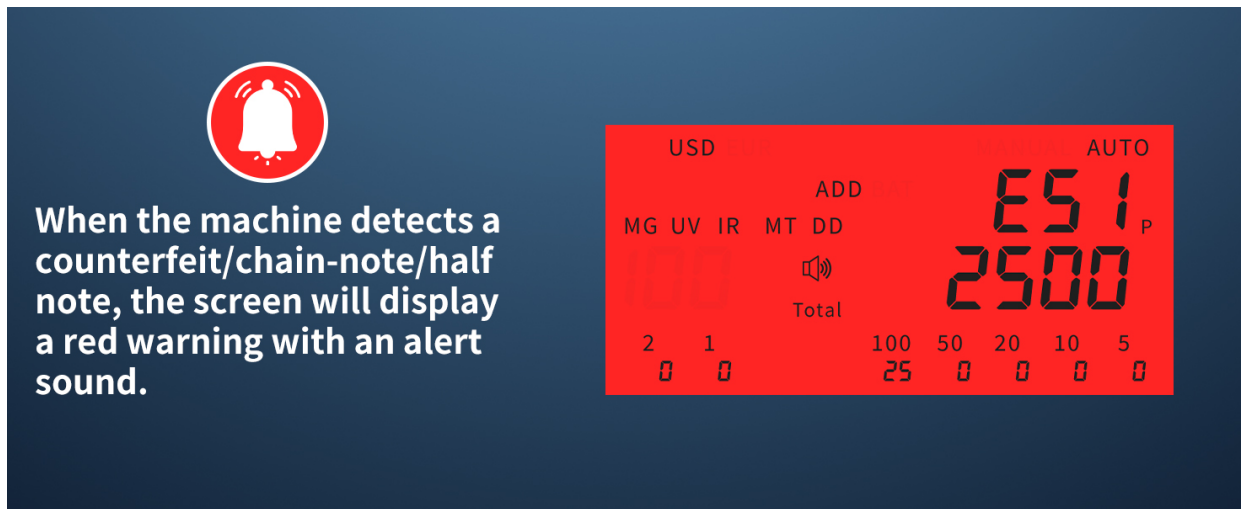 When the machine detects a
counterfeit/chain-note/half
note, the screen will display
a red warning with an alert
sound.
USD AUTO
ADD ES1 P
MG UV IR MT DD
2500
Total
2 1 100 50 20 10 5
0 0 25 0 0 0 0